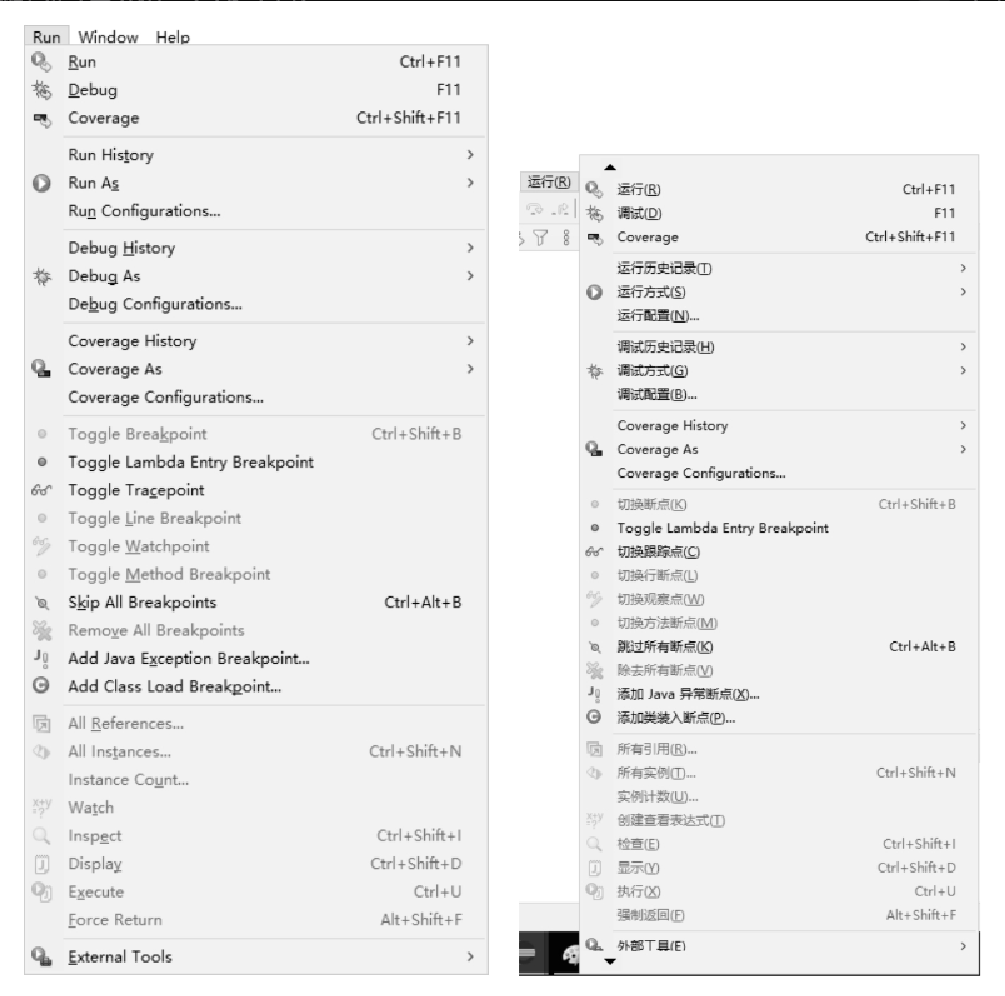 Run Window Help
Run Ctrl+F11
Debug F11
Coverage Ctrl+Shift+F11
Run History
Run As
Run Configurations...
Debug History
Debug As
Debug Configurations...
Coverage History
Coverage As
Coverage Configurations...
Toggle Breakpoint Ctrl+Shift+B
Toggle Lambda Entry Breakpoint
Toggle Tracepoint
Toggle Line Breakpoint
Toggle Watchpoint
Toggle Method Breakpoint
Skip All Breakpoints Ctrl+Alt+B
Remove All Breakpoints
Add Java Exception Breakpoint...
Add Class Load Breakpoint...
All References...
All Instances... Ctrl+Shift+N
Instance Count...
Watch
Inspect Ctrl+Shift+I
Display Ctrl+Shift+D
Execute Ctrl+U
Force Return Alt+Shift+F
External Tools
运行(R)
运行(R) Ctrl+F11
调试(D) F11
Coverage Ctrl+Shift+F11
运行历史记录(T)
运行方式(S)
运行配置(N)...
调试历史记录(H)
调试方式(G)
调试配置(B)...
Coverage History
Coverage As
Coverage Configurations...
切换断点(K) Ctrl+Shift+B
Toggle Lambda Entry Breakpoint
切换跟踪点(C)
切换行断点(L)
切换观察点(W)
切换方法断点(M)
跳过所有断点(K) Ctrl+Alt+B
除去所有断点(V)
添加 Java 异常断点(X)...
添加类装入断点(P)...
所有引用(R)...
所有实例(T)... Ctrl+Shift+N
实例计数(U)...
创建查看表达式(T)
检查(E) Ctrl+Shift+I
显示(Y) Ctrl+Shift+D
执行(X) Ctrl+U
强制返回(F) Alt+Shift+F
外部工具(E)